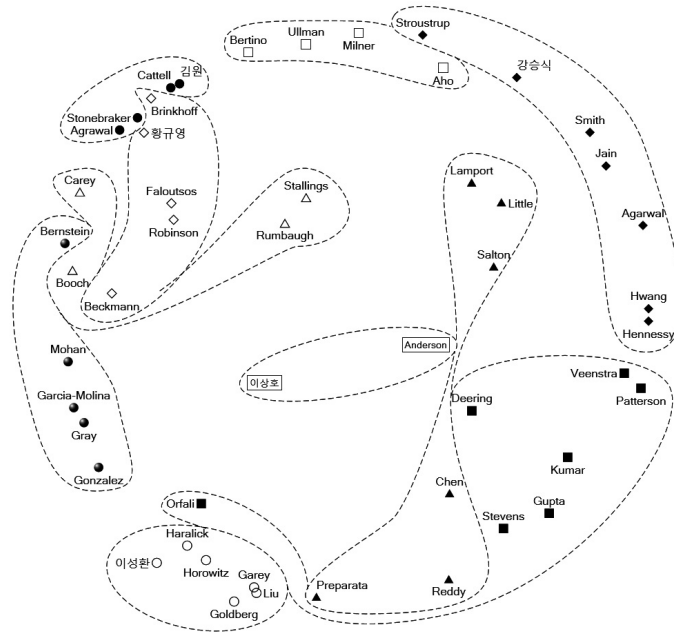 Stroustrup
Ullman
Bertino
Milner
Aho
강승식
김원
Cattell
Brinkhoff
Stonebraker
Agrawal
황규영
Smith
Jain
Lamport
Little
Carey
Faloutsos
Stallings
Robinson
Rumbaugh
Agarwal
Bernstein
Salton
Booch
Beckmann
Hwang
Hennessy
Anderson
Mohan
이상호
Veenstra
Patterson
Garcia-Molina
Deering
Gray
Kumar
Gonzalez
Chen
Orfali
Gupta
Stevens
Haralick
이성환
Horowitz
Garey
Liu
Goldberg
Preparata
Reddy